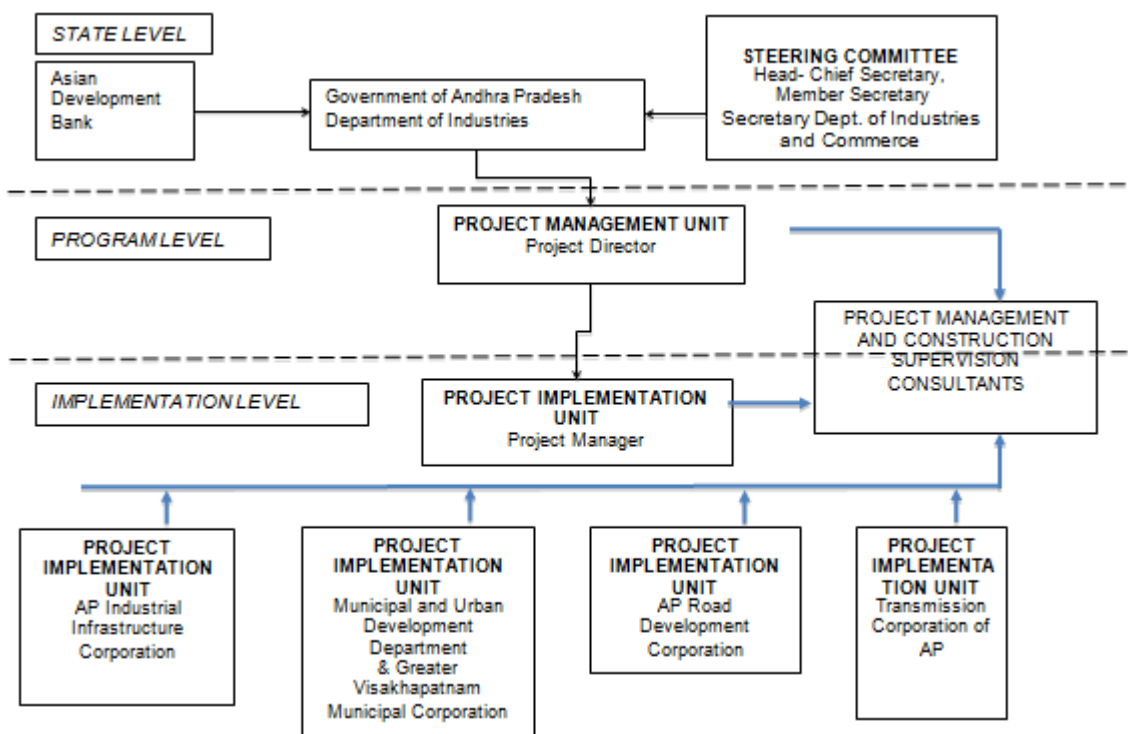 STATE LEVEL
Asian
Development
Bank
Government of Andhra Pradesh
Department of Industries
STEERING COMMITTEE
Head- Chief Secretary,
Member Secretary
Secretary Dept. of Industries
and Commerce
PROGRAM LEVEL
PROJECT MANAGEMENT UNIT
Project Director
PROJECT MANAGEMENT
AND CONSTRUCTION
SUPERVISION
CONSULTANTS
IMPLEMENTATION LEVEL
PROJECT IMPLEMENTATION
UNIT
Project Manager
PROJECT
IMPLEMENTATION
UNIT
AP Industrial
Infrastructure
Corporation
PROJECT
IMPLEMENTATION
UNIT
Municipal and Urban
Development
Department
& Greater
Visakhapatnam
Municipal Corporation
PROJECT
IMPLEMENTATION
UNIT
AP Road
Development
Corporation
PROJECT
IMPLEMENTA
TION UNIT
Transmission
Corporation of
AP